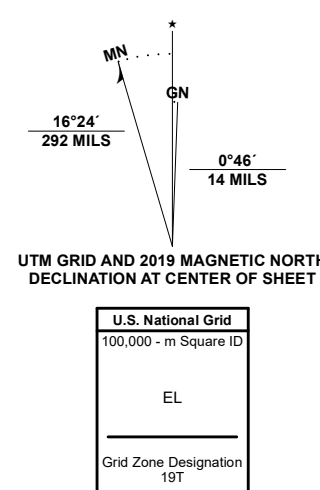 ★
MN
GN
16°24´
292 MILS
0°46´
14 MILS
UTM GRID AND 2019 MAGNETIC NORTH
DECLINATION AT CENTER OF SHEET
U.S. National Grid
100,000 - m Square ID
EL
Grid Zone Designation
19T